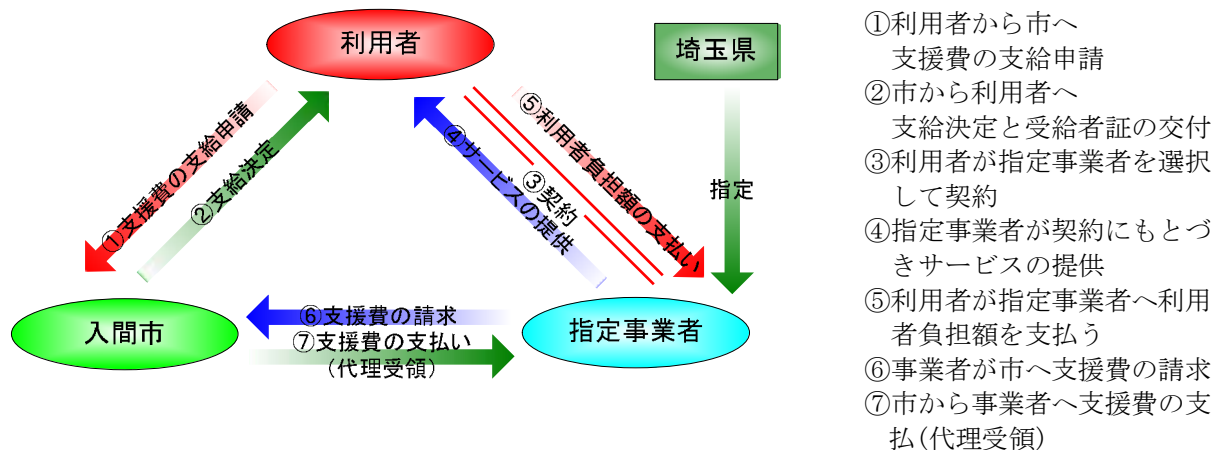 利用者
埼玉県
①支援費の支給申請
②支給決定
③契約
④サービスの提供
⑤利用者負担額の支払い
指定
入間市
指定事業者
⑥支援費の請求
⑦支援費の支払い
（代理受領）
①利用者から市へ
支援費の支給申請
②市から利用者へ
支給決定と受給者証の交付
③利用者が指定事業者を選択
して契約
④指定事業者が契約にもとづ
きサービスの提供
⑤利用者が指定事業者へ利用
者負担額を支払う
⑥事業者が市へ支援費の請求
⑦市から事業者へ支援費の支
払(代理受領)